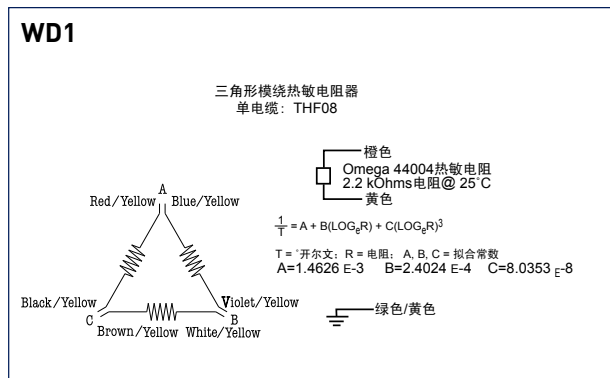 WD1
三角形模绕热敏电阻器
单电缆：THF08
橙色
Omega 44004热敏电阻
2.2 kOhms电阻@ 25˚C
黄色
A
Red/Yellow Blue/Yellow
1/T = A + B(LOGeR) + C(LOGeR)³
T = ˚开尔文；R = 电阻； A, B, C = 拟合常数
A=1.4626 E-3 B=2.4024 E-4 C=8.0353 E-8
Black/Yellow Violet/Yellow
C B
Brown/Yellow White/Yellow
绿色/黄色